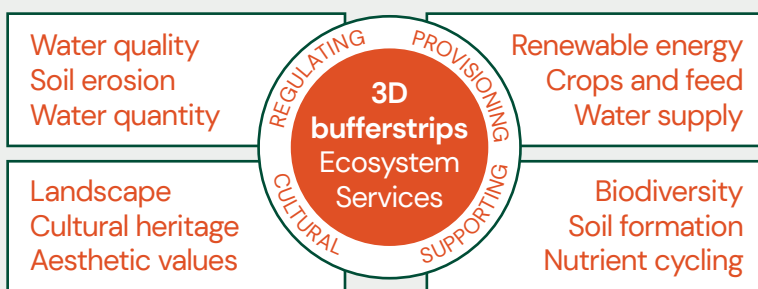 Water quality
Soil erosion
Water quantity
REGULATING
PROVISIONING
Renewable energy
Crops and feed
Water supply
3D
bufferstrips
Ecosystem
Services
Landscape
Cultural heritage
Aesthetic values
CULTURAL
SUPPORTING
Biodiversity
Soil formation
Nutrient cycling